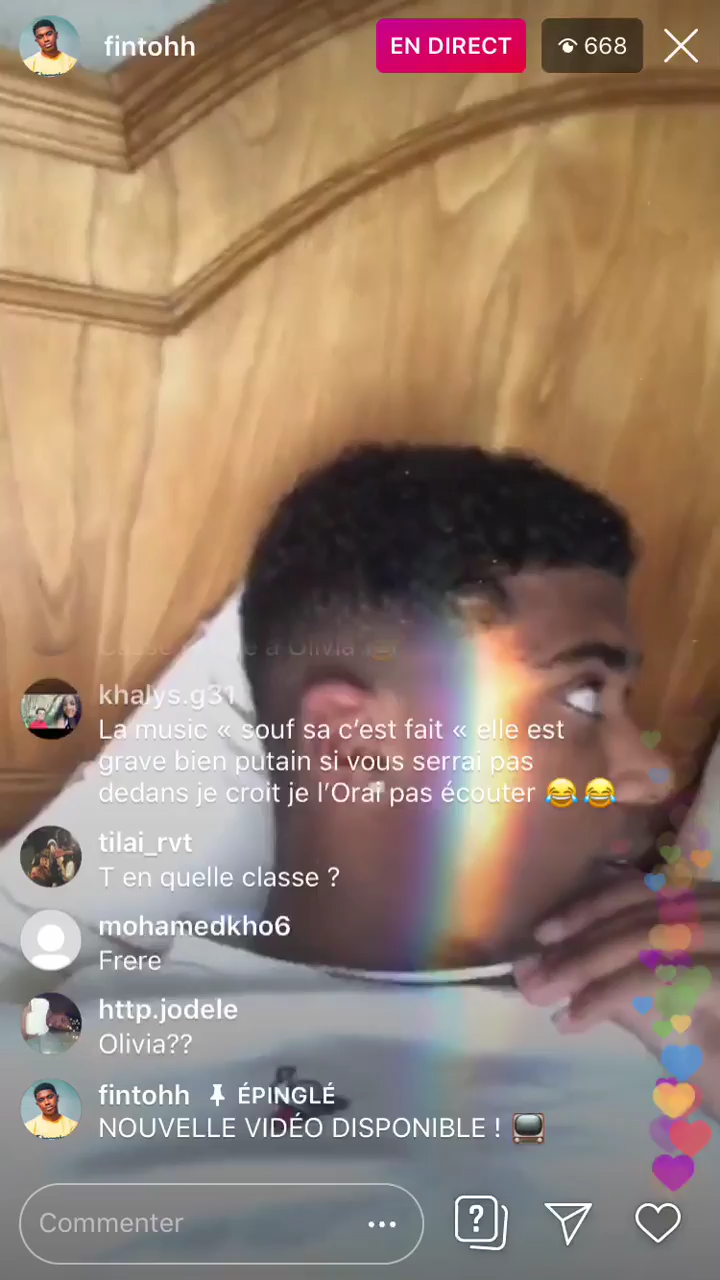 fintohh
EN DIRECT
668
à Olivia
khalys.g31
La music « souf sa c’est fait « elle est
grave bien putain si vous serrai pas
dedans je croit je l’Orai pas écouter 😂 😂
tilai_rvt
T en quelle classe ?
mohamedkho6
Frere
http.jodele
Olivia??
fintohh ÉPINGLÉ
NOUVELLE VIDÉO DISPONIBLE ! 📺
Commenter